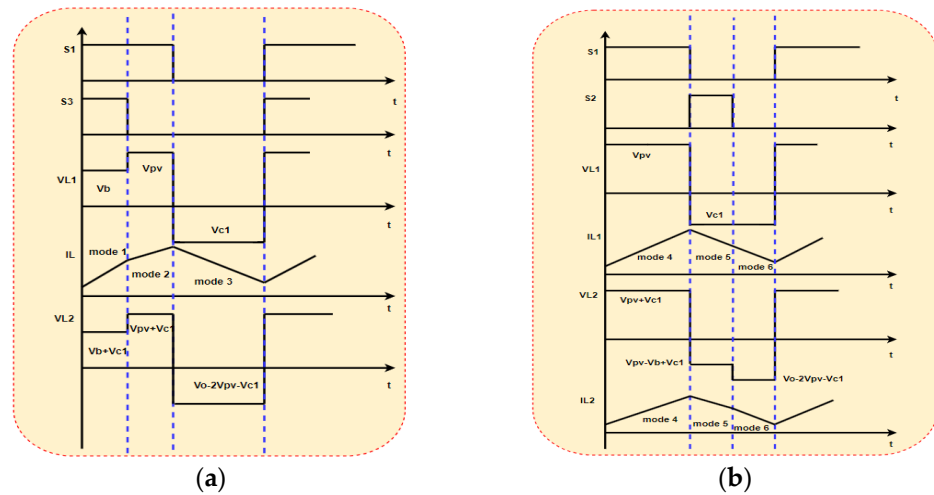 S1
t
S3
t
VL1
Vb
Vpv
t
Vc1
IL
mode 1
mode 2
mode 3
t
VL2
Vb+Vc1
Vpv+Vc1
t
Vo-2Vpv-Vc1
(a)
S1
t
S2
t
VL1
Vpv
t
Vc1
IL1
mode 4
mode 5
mode 6
t
VL2
Vpv+Vc1
t
Vpv-Vb+Vc1
Vo-2Vpv-Vc1
IL2
mode 4
mode 5
mode 6
t
(b)